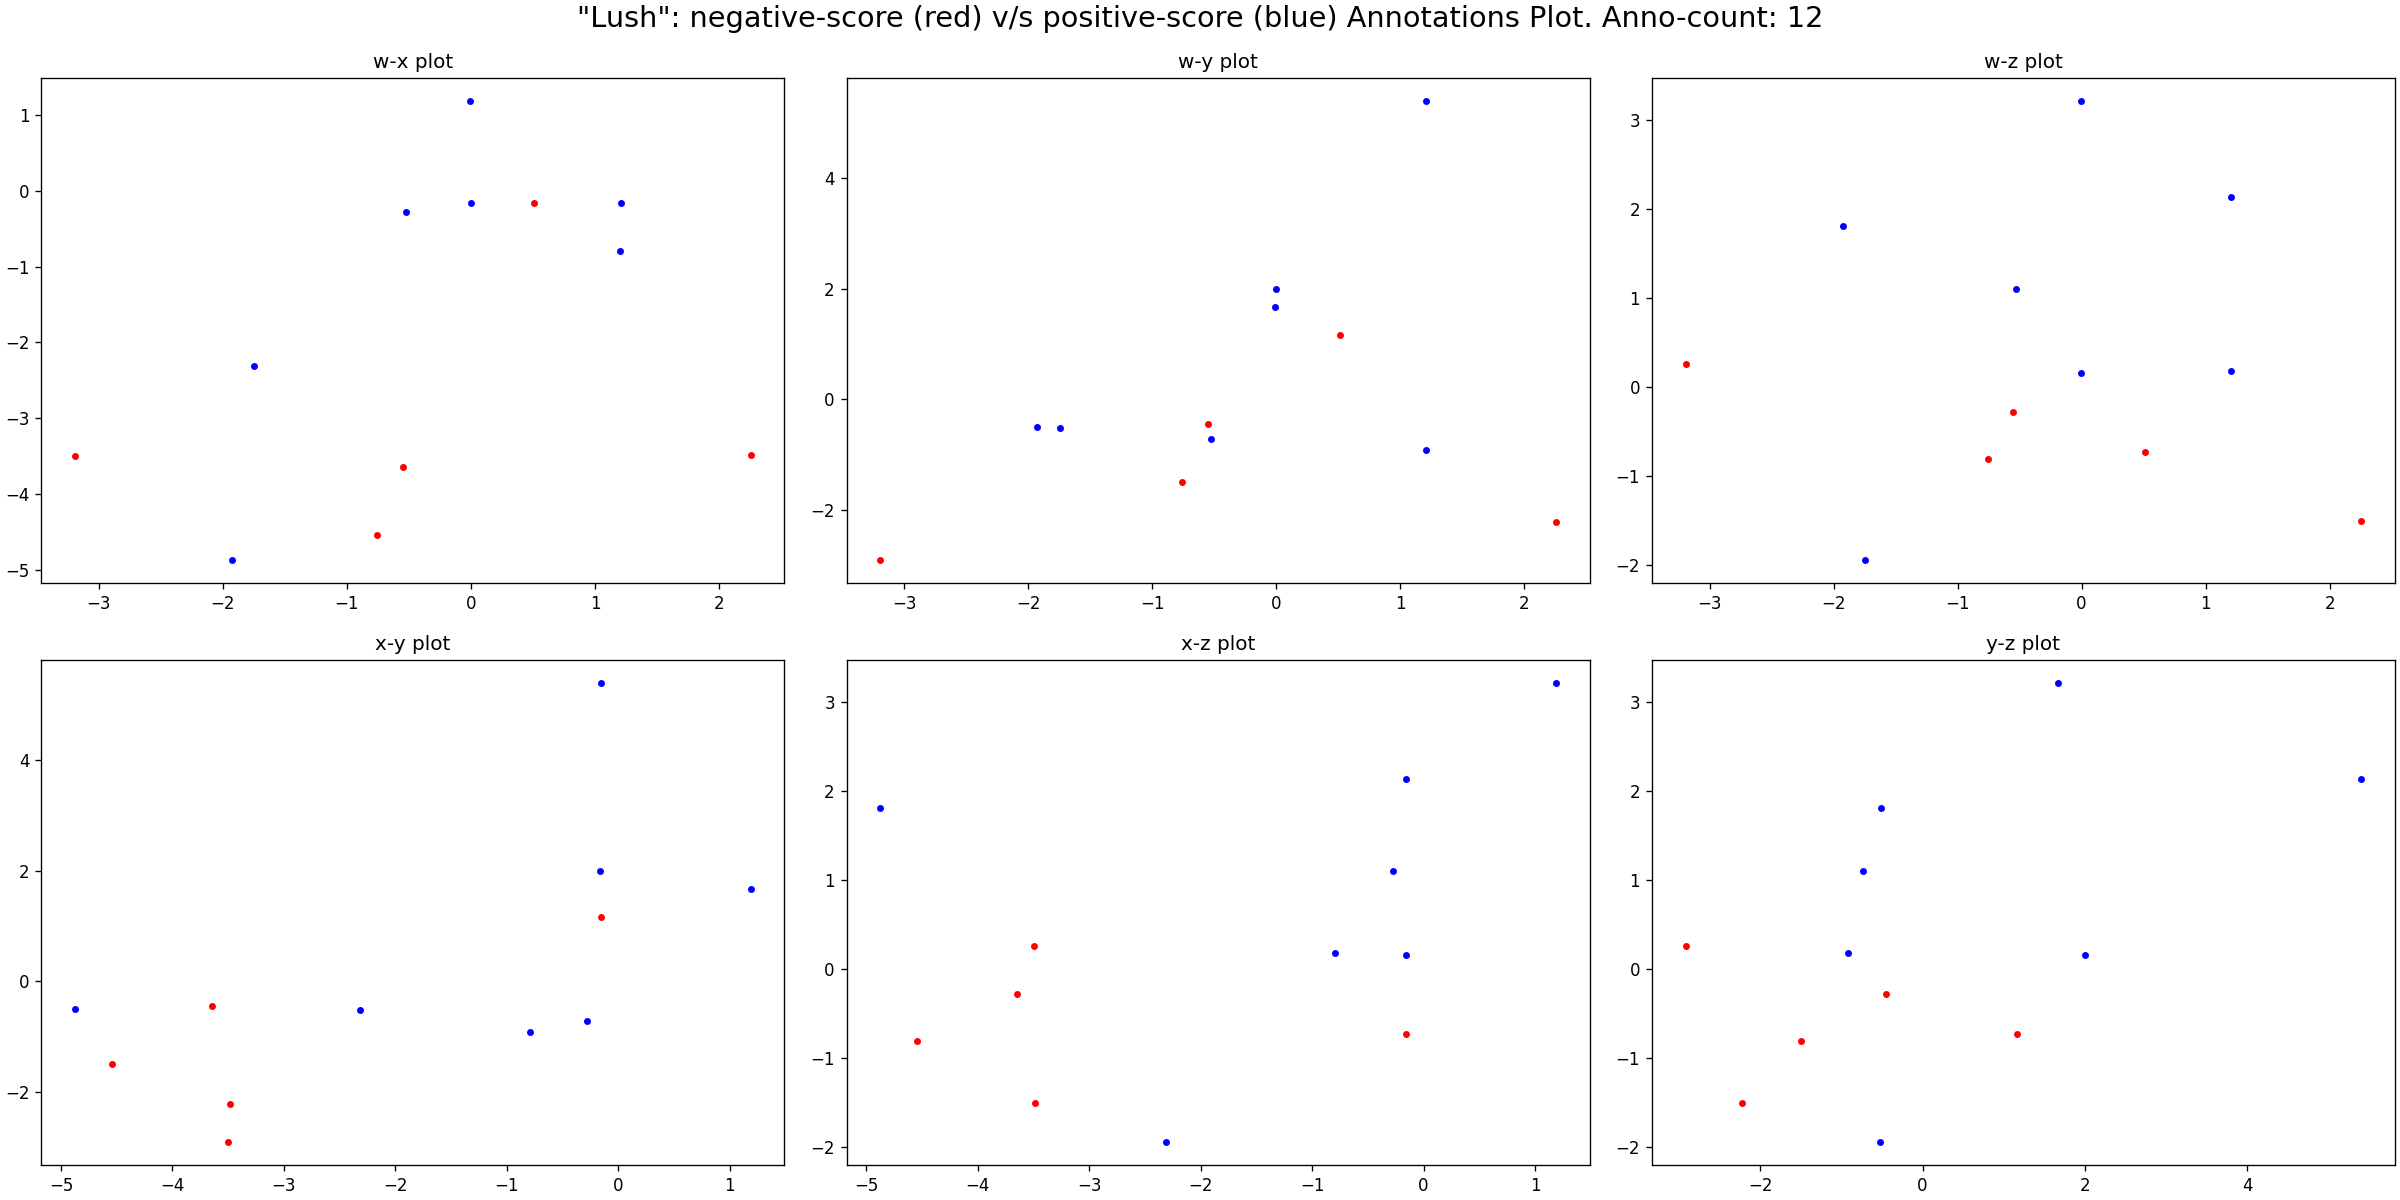 "Lush": negative-score (red) v/s positive-score (blue) Annotations Plot. Anno-count: 12
w-x plot
1
0
−1
−2
−3
−4
−5
−3 −2 −1 0 1 2
w-y plot
4
2
0
−2
−3 −2 −1 0 1 2
w-z plot
3
2
1
0
−1
−2
−3 −2 −1 0 1 2
x-y plot
4
2
0
−2
−5 −4 −3 −2 −1 0 1
x-z plot
3
2
1
0
−1
−2
−5 −4 −3 −2 −1 0 1
y-z plot
3
2
1
0
−1
−2
−2 0 2 4